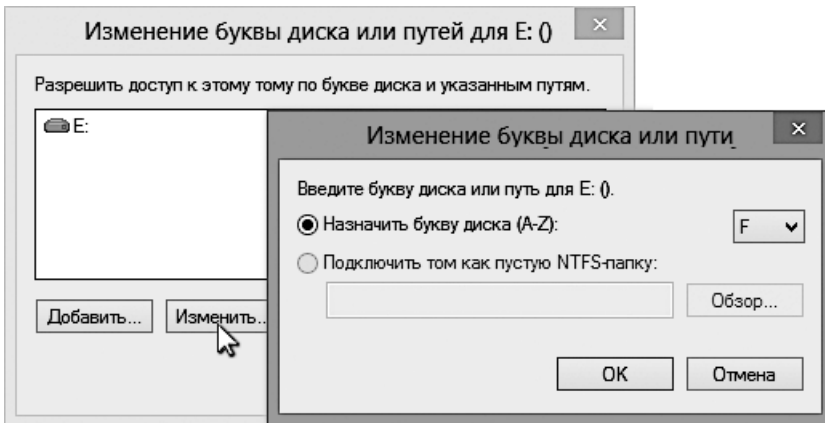 Изменение буквы диска или путей для E: ()
Разрешить доступ к этому тому по букве диска и указанным путям.
E:
Добавить...
Изменить...
Изменение буквы диска или пути
Введите букву диска или путь для E: ().
Назначить букву диска (A-Z):
F
Подключить том как пустую NTFS-папку:
Обзор...
OK
Отмена